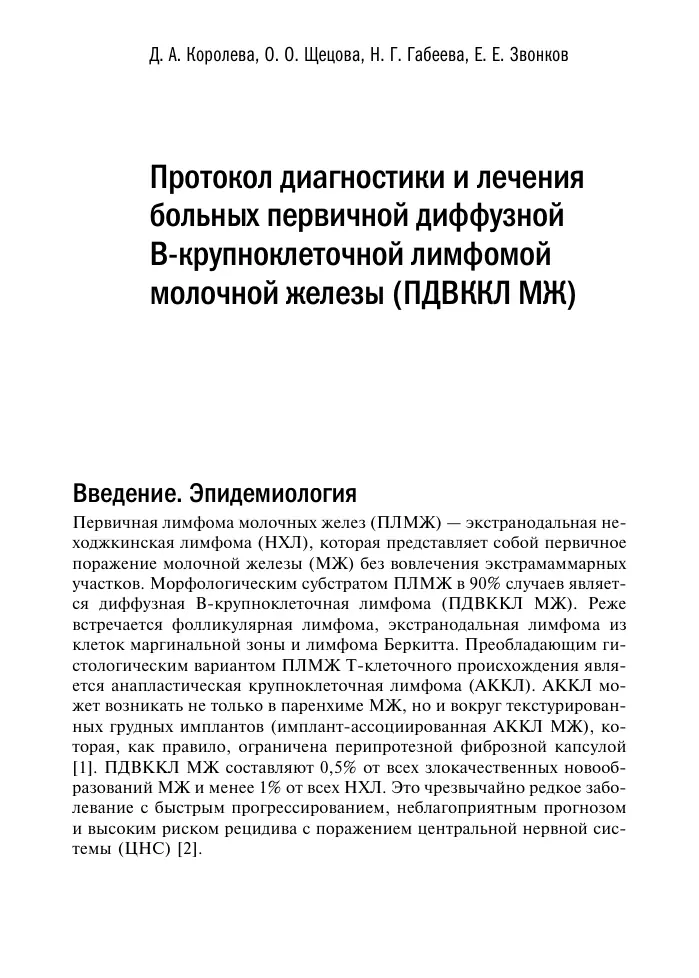 Д. А. Королева, О. О. Щецова, Н. Г. Габеева, Е. Е. Звонков
Протокол диагностики и лечения
больных первичной диффузной
В-крупноклеточной лимфомой
молочной железы (ПДВККЛ МЖ)
Введение. Эпидемиология
Первичная лимфома молочных желез (ПЛМЖ) — экстранодальная не-
ходжкинская лимфома (НХЛ), которая представляет собой первичное
поражение молочной железы (МЖ) без вовлечения экстрамаммарных
участков. Морфологическим субстратом ПЛМЖ в 90% случаев являет-
ся диффузная В-крупноклеточная лимфома (ПДВККЛ МЖ). Реже
встречается фолликулярная лимфома, экстранодальная лимфома из
клеток маргинальной зоны и лимфома Беркитта. Преобладающим ги-
стологическим вариантом ПЛМЖ Т-клеточного происхождения явля-
ется анапластическая крупноклеточная лимфома (АККЛ). АККЛ мо-
жет возникать не только в паренхиме МЖ, но и вокруг текстурирован-
ных грудных имплантов (имплант-ассоциированная АККЛ МЖ), ко-
торая, как правило, ограничена перипротезной фиброзной капсулой
[1]. ПДВККЛ МЖ составляют 0,5% от всех злокачественных новооб-
разований МЖ и менее 1% от всех НХЛ. Это чрезвычайно редкое забо-
левание с быстрым прогрессированием, неблагоприятным прогнозом
и высоким риском рецидива с поражением центральной нервной сис-
темы (ЦНС) [2].